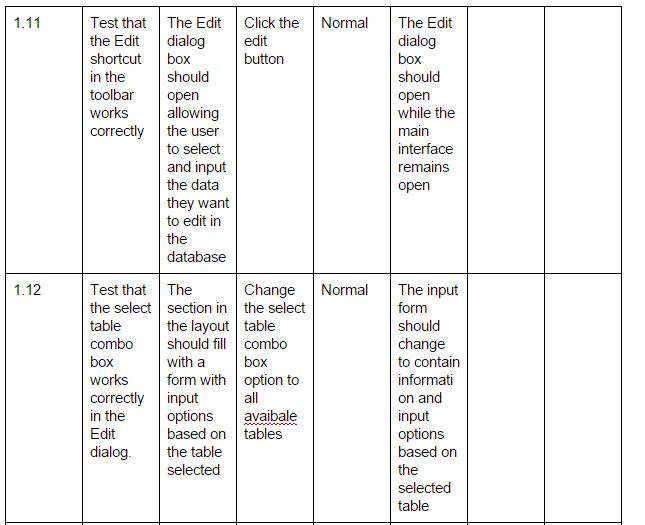 1.11
Test that
the Edit
shortcut
in the
toolbar
works
correctly
The Edit
dialog
box
should
open
allowing
the user
to select
and input
the data
they want
to edit in
the
database
Click the
edit
button
Normal
The Edit
dialog
box
should
open
while the
main
interface
remains
open
1.12
Test that
the select
table
combo
box
works
correctly
in the
Edit
dialog.
The
section in
the layout
should fill
with a
form with
input
options
based on
the table
selected
Change
the select
table
combo
box
option to
all
avaibale
tables
Normal
The input
form
should
change
to contain
informati
on and
input
options
based on
the
selected
table